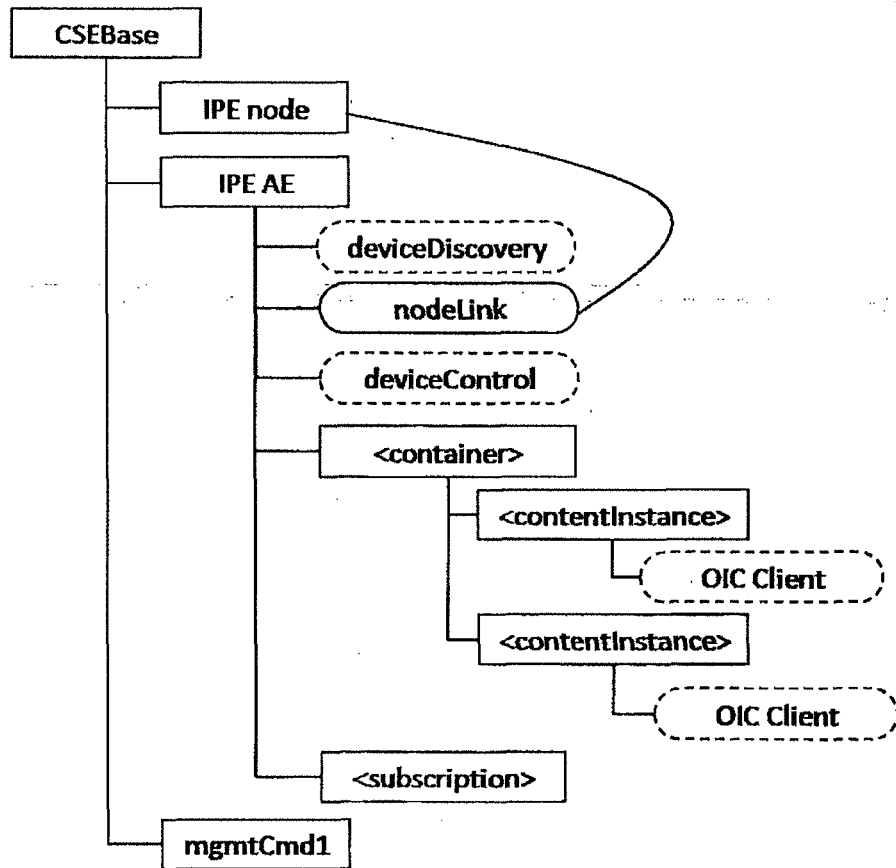 CSEBase
IPE node
IPE AE
deviceDiscovery
nodeLink
deviceControl
<container>
<contentInstance>
OIC Client
<contentInstance>
OIC Client
<subscription>
mgmtCmd1